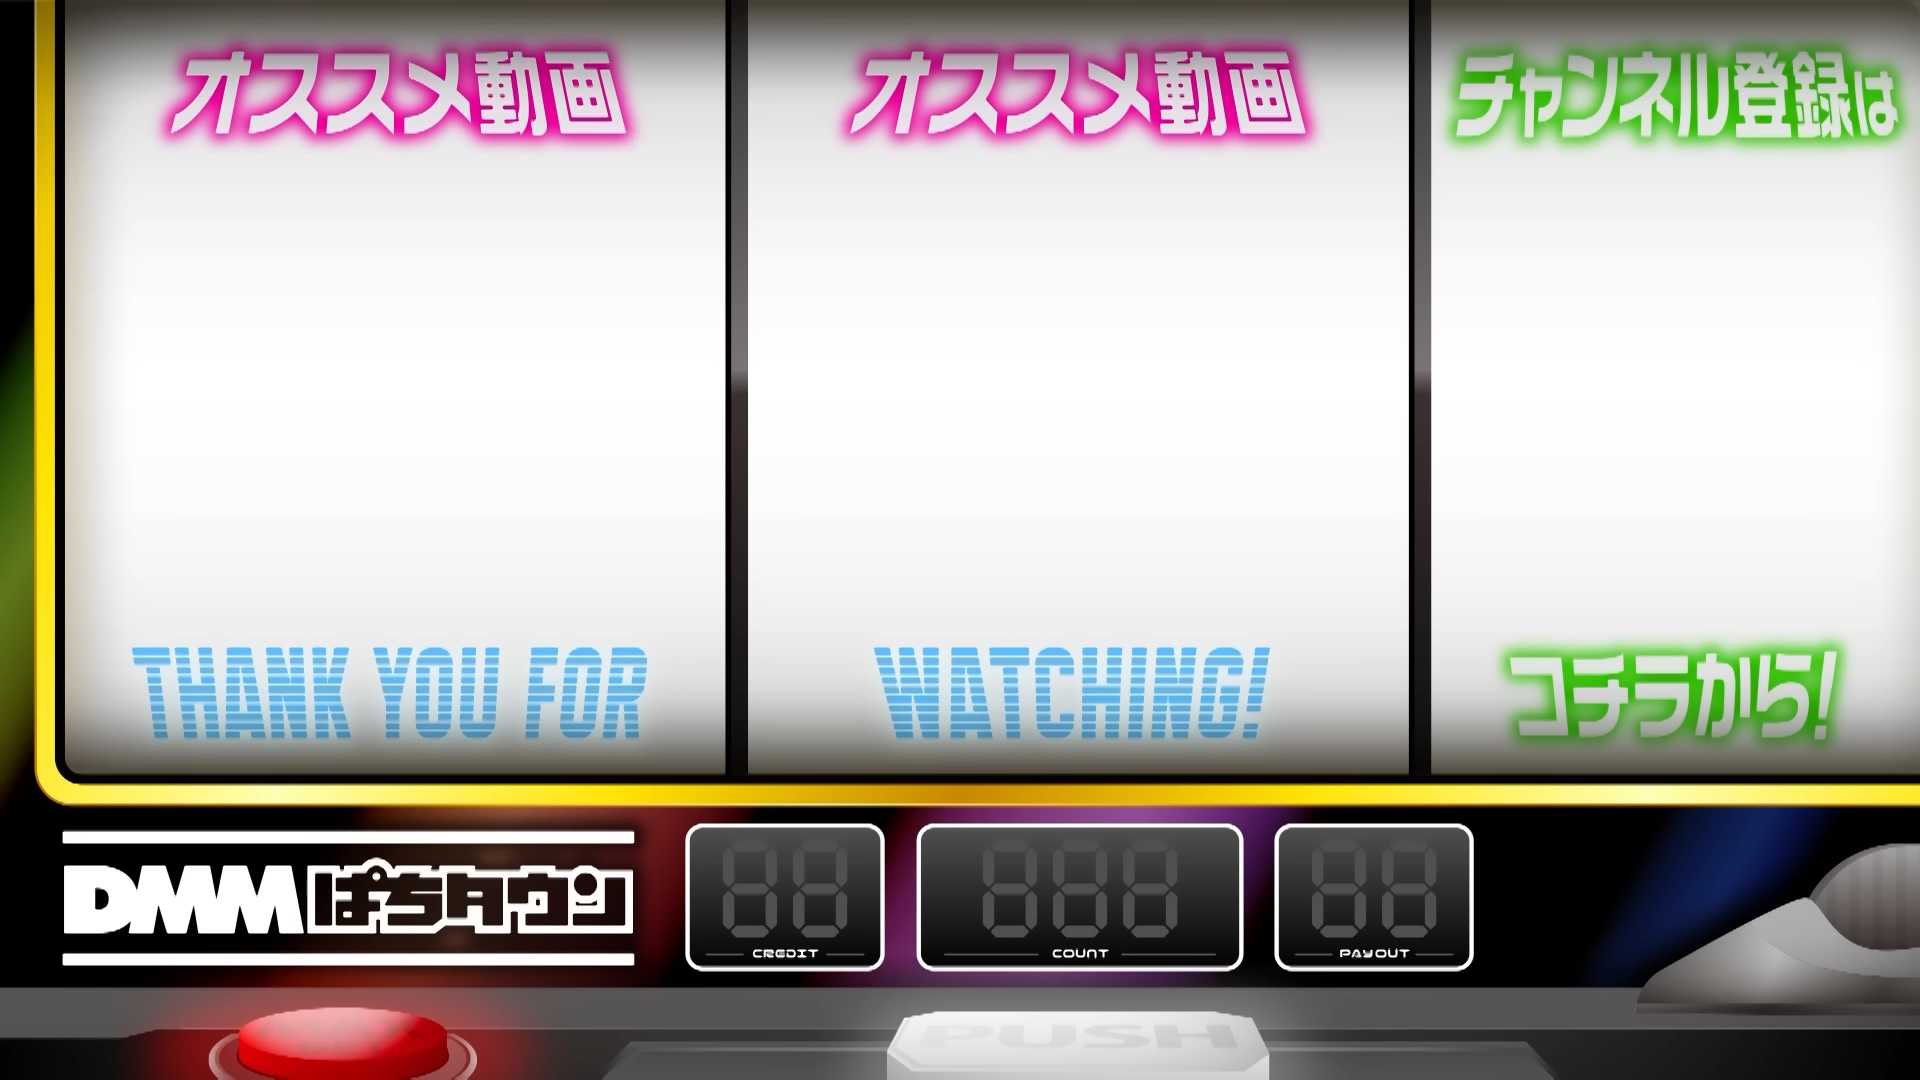 オススメ動画
オススメ動画
チャンネル登録は
THANK YOU FOR
WATCHING!
コチラから!
DMMぱちタウン
CREDIT
COUNT
PAYOUT
PUSH